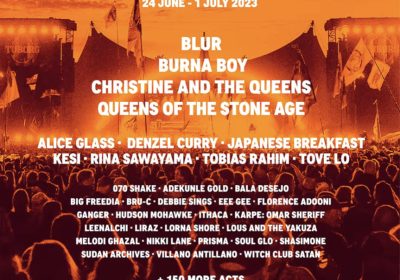 24 JUNE - 1 JULY 2023
TUBORG
BLUR
BURNA BOY
CHRISTINE AND THE QUEENS
QUEENS OF THE STONE AGE
ALICE GLASS · DENZEL CURRY · JAPANESE BREAKFAST
KESI · RINA SAWAYAMA · TOBIAS RAHIM · TOVE LO
070 SHAKE · ADEKUNLE GOLD · BALA DESEJO
BIG FREEDIA · BRU-C · DEBBIE SINGS · EEE GEE · FLORENCE ADOONI
GANGER · HUDSON MOHAWKE · ITHACA · KARPE: OMAR SHERIFF
LEENALCHI · LIRAZ · LORNA SHORE · LOUS AND THE YAKUZA
MELODI GHAZAL · NIKKI LANE · PRISMA · SOUL GLO · SHASIMONE
SUDAN ARCHIVES · VILLANO ANTILLANO · WITCH CLUB SATAN
+ 150 MORE ACTS